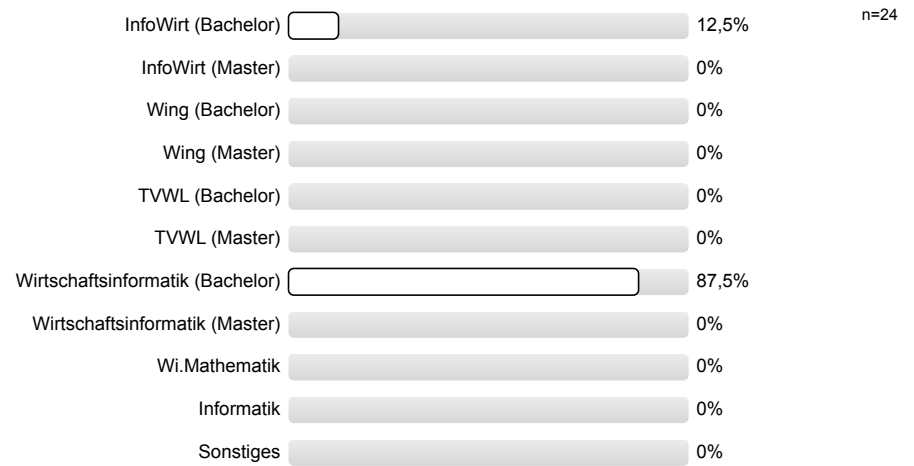 InfoWirt (Bachelor) 12,5% n=24
InfoWirt (Master) 0%
Wing (Bachelor) 0%
Wing (Master) 0%
TVWL (Bachelor) 0%
TVWL (Master) 0%
Wirtschaftsinformatik (Bachelor) 87,5%
Wirtschaftsinformatik (Master) 0%
Wi.Mathematik 0%
Informatik 0%
Sonstiges 0%